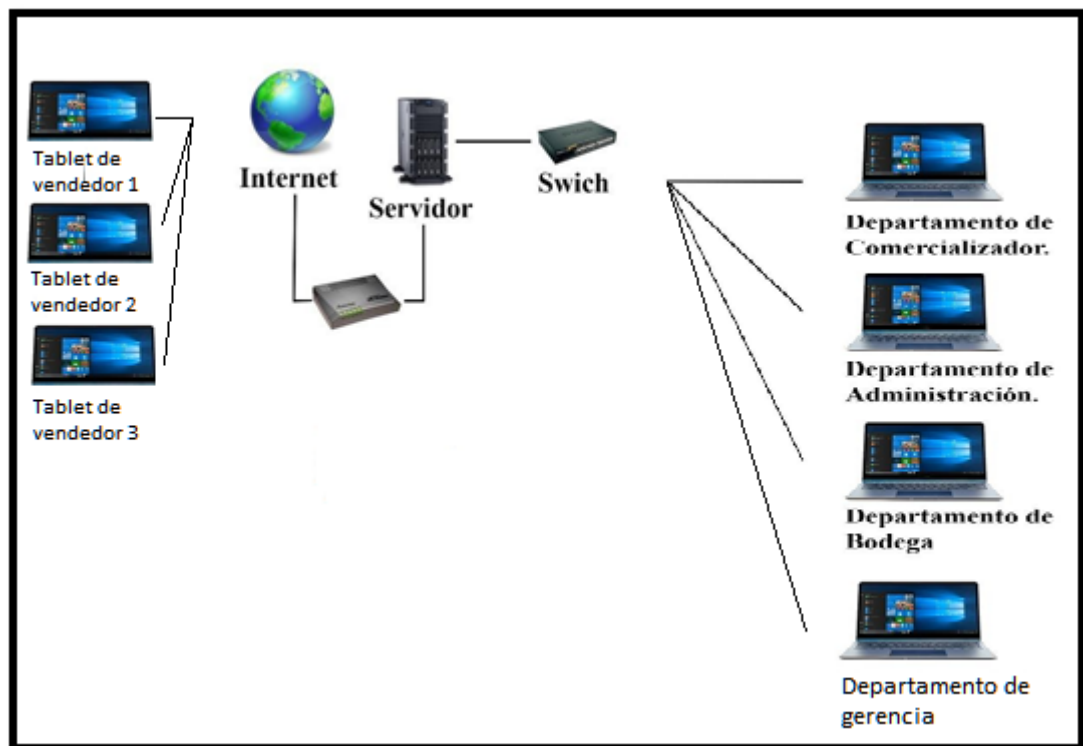 Tablet de
vendedor 1
Tablet de
vendedor 2
Tablet de
vendedor 3
Internet
Servidor
Swich
Departamento de
Comercializador.
Departamento de
Administración.
Departamento de
Bodega
Departamento de
gerencia